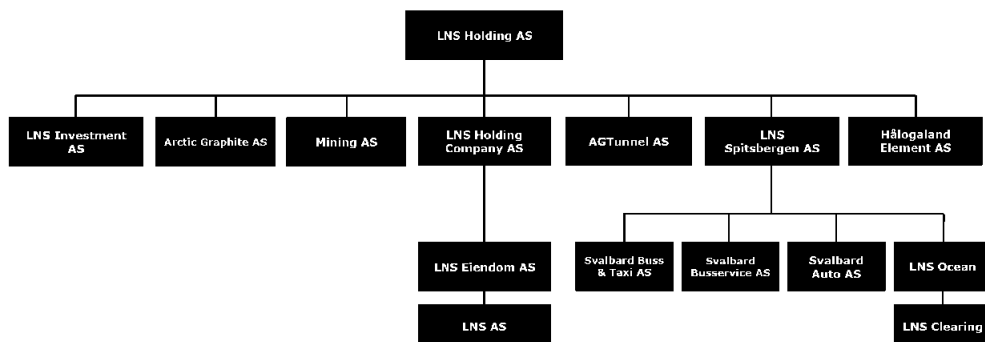 LNS Holding AS
LNS Investment
AS
Arctic Graphite AS
Mining AS
LNS Holding
Company AS
AGTunnel AS
LNS
Spitsbergen AS
Hålogaland
Element AS
LNS Eiendom AS
Svalbard Buss
& Taxi AS
Svalbard
Busservice AS
Svalbard
Auto AS
LNS Ocean
LNS AS
LNS Clearing